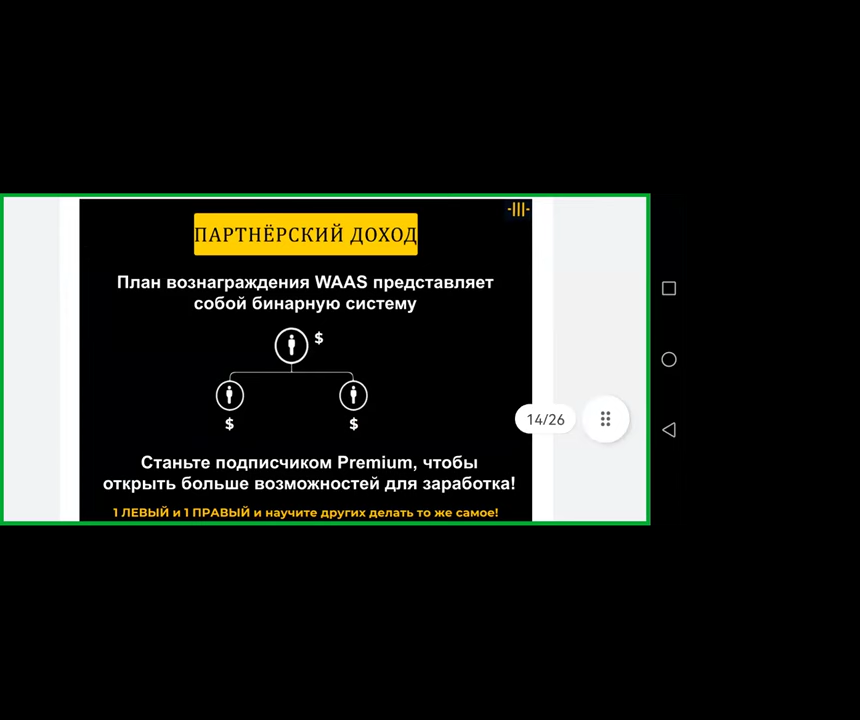 ПАРТНЁРСКИЙ ДОХОД
План вознаграждения WAAS представляет
собой бинарную систему
$
$ $
14/26
Станьте подписчиком Premium, чтобы
открыть больше возможностей для заработка!
1 ЛЕВЫЙ и 1 ПРАВЫЙ и научите других делать то же самое!